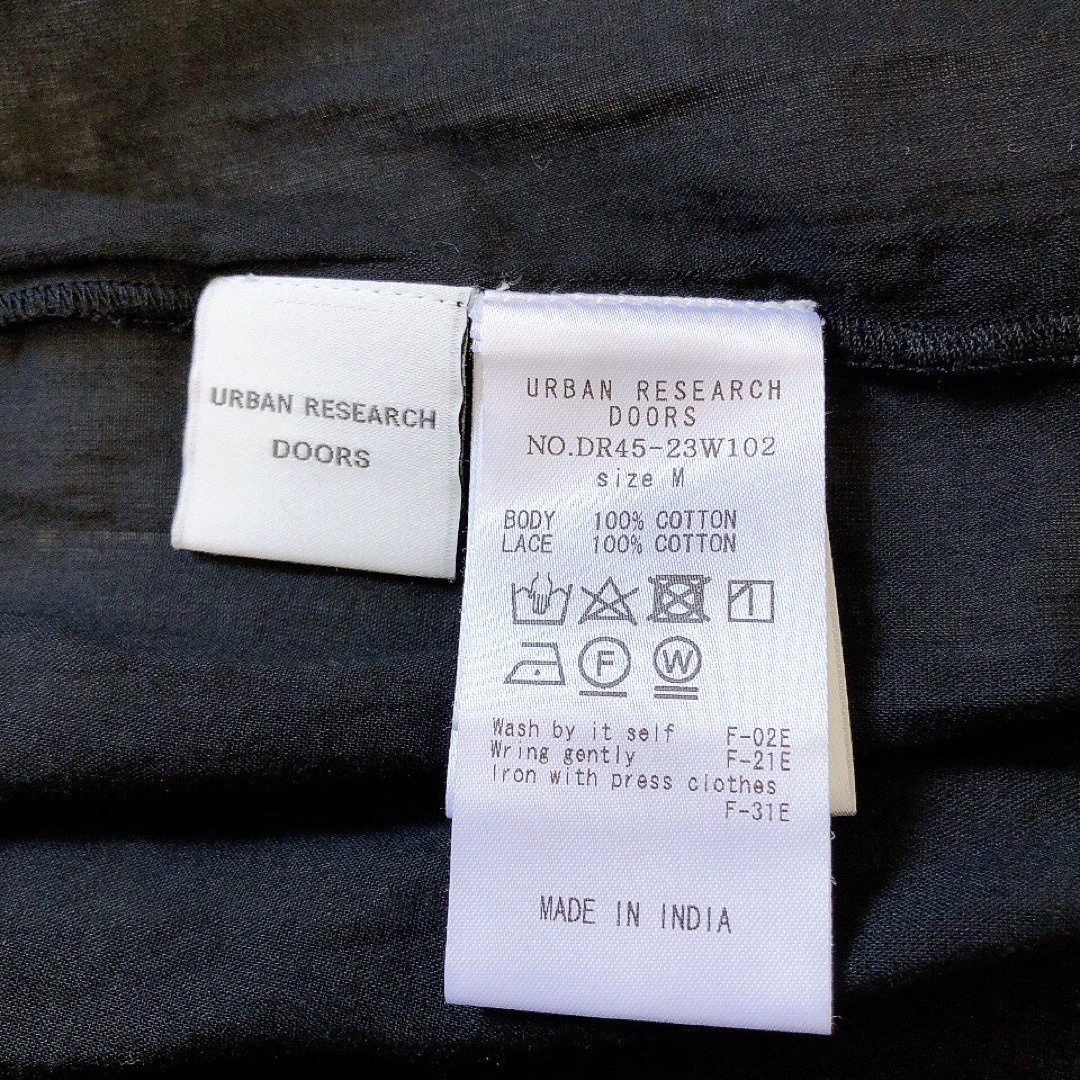 URBAN RESEARCH
DOORS
URBAN RESEARCH
DOORS
NO.DR45-23W102
size M
BODY 100% COTTON
LACE 100% COTTON
F W
Wash by it self F-02E
Wring gently F-21E
Iron with press clothes
F-31E
MADE IN INDIA